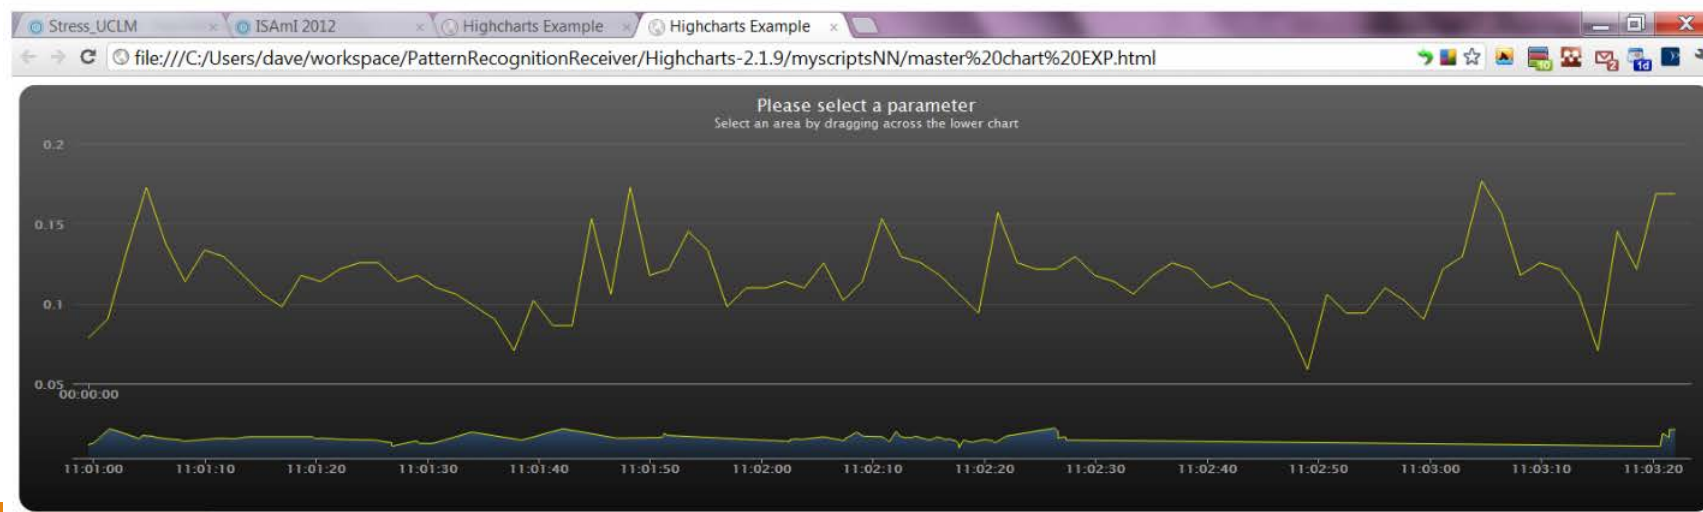 Stress_UCLM
ISAmI 2012
Highcharts Example
Highcharts Example
file:///C:/Users/dave/workspace/PatternRecognitionReceiver/Highcharts-2.1.9/myscriptsNN/master%20chart%20EXP.html
10
2
1d
Please select a parameter
Select an area by dragging across the lower chart
0.2
0.15
0.1
0.05
00:00:00
11:01:00 11:01:10 11:01:20 11:01:30 11:01:40 11:01:50 11:02:00 11:02:10 11:02:20 11:02:30 11:02:40 11:02:50 11:03:00 11:03:10 11:03:20